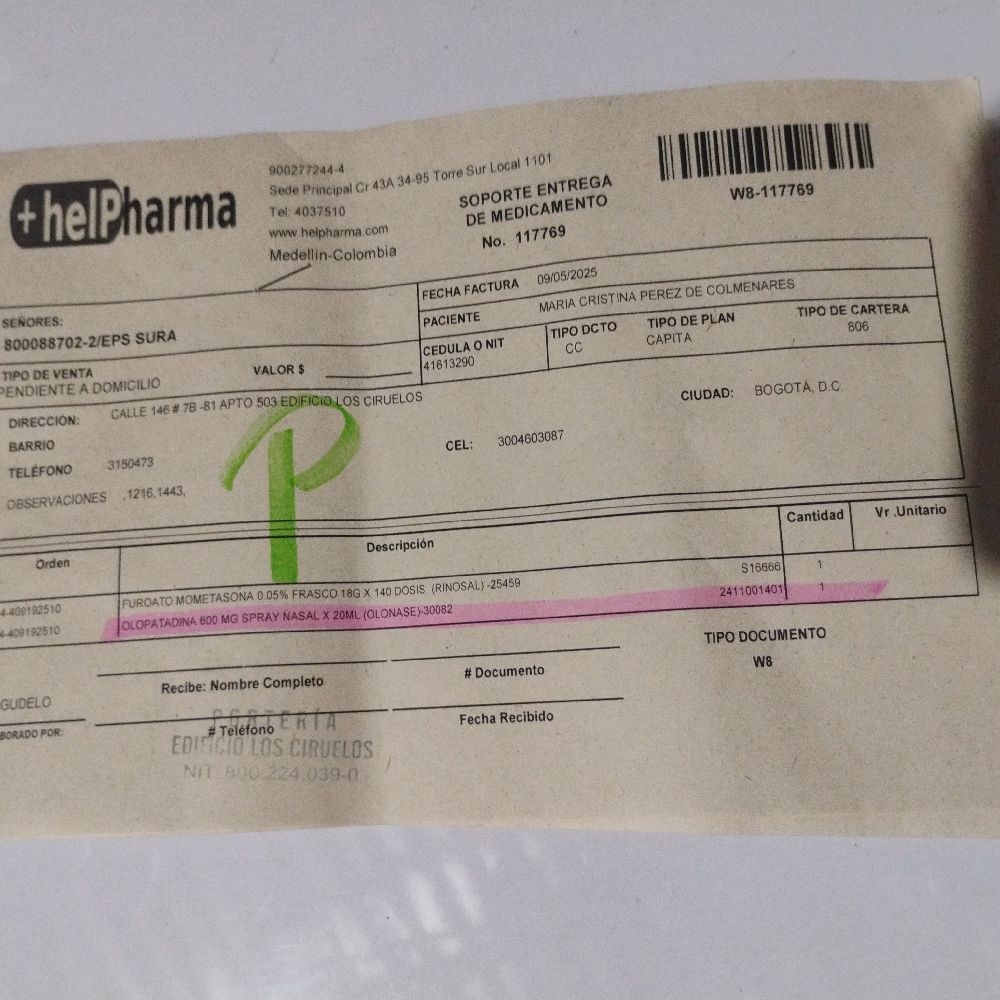 +helPharma
900277244-4
Sede Principal Cr 43A 34-95 Torre Sur Local 1101
Tel: 4037510
www.helpharma.com
Medellin-Colombia
SOPORTE ENTREGA
DE MEDICAMENTO
No. 117769
W8-117769
SEÑORES:
800088702-2/EPS SURA
TIPO DE VENTA
PENDIENTE A DOMICILIO
VALOR $
FECHA FACTURA 09/05/2025
PACIENTE MARIA CRISTINA PEREZ DE COLMENARES
CEDULA O NIT
41613290
TIPO DCTO
CC
TIPO DE PLAN
CAPITA
TIPO DE CARTERA
806
DIRECCION: CALLE 146 # 7B -81 APTO 503 EDIFICIO LOS CIRUELOS
CIUDAD: BOGOTÁ, D.C.
BARRIO
CEL: 3004603087
TELÉFONO 3150473
OBSERVACIONES ,1216,1443,
P
Orden Descripción Cantidad Vr .Unitario
4-409192510 FUROATO MOMETASONA 0.05% FRASCO 18G X 140 DOSIS (RINOSAL) -25459 S16666 1
4-409192510 OLOPATADINA 600 MG SPRAY NASAL X 20ML (OLONASE)-30082 2411001401 1
TIPO DOCUMENTO
W8
Recibe: Nombre Completo # Documento
GUDELO
BORADO POR: # Teléfono Fecha Recibido
PORTERÍA
EDIFICIO LOS CIRUELOS
NIT. 800.224.039-0